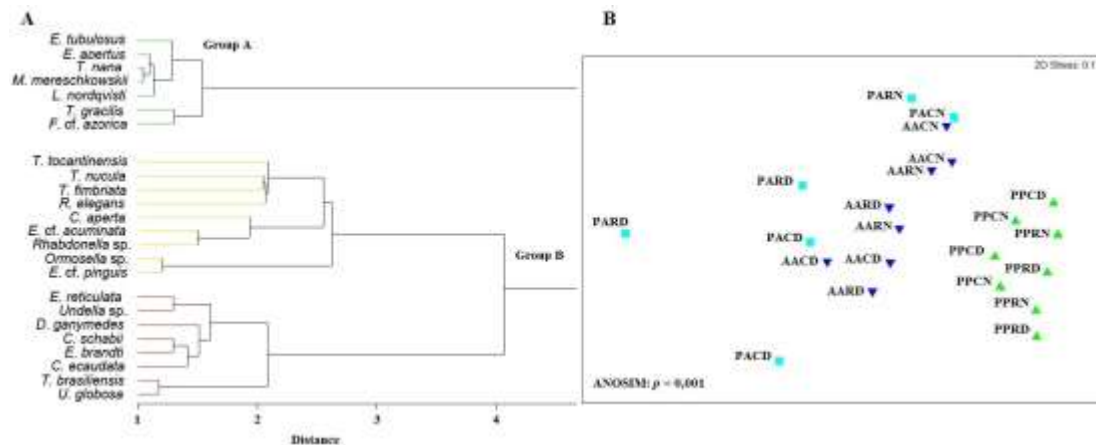 A
E. tubulosus
Group A
E. apertus
T. nana
M. mereschkowskii
L. nordqvisti
T. gracilis
F. cf. azorica
T. tocantinensis
T. nucula
T. fimbriata
R. elegans
C. aperta
E. cf. acuminata
Rhabdonella sp.
Group B
Ormosella sp.
E. cf. pinguis
E. reticulata
Undella sp.
D. ganymedes
C. schabii
E. brandti
C. ecaudata
T. brasiliensis
U. globosa
1 2 3 4
Distance
B
2D Stress: 0.1
PARN
PACN
AACN
AACN
AARN
PARD
PPCD
AARD
PPCN
PARD
AARN
PPRN
PACD
PPCD
AACD AACD
PPRD
PPCN
AARD
PPRN
PPRD
PACD
ANOSIM: p = 0,001